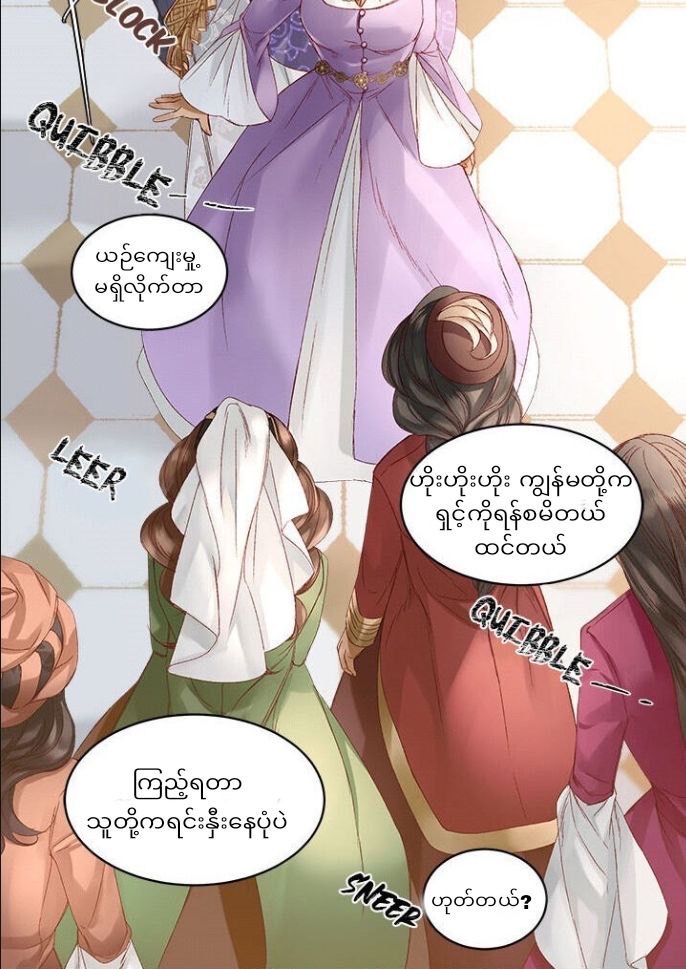 LOCK
QUIBBLE
ယဉ်ကျေးမှု
မရှိလိုက်တာ
LEER
ဟိုးဟိုးဟိုး ကျွန်မတို့က
ရှင့်ကိုရန်စမိတယ်
ထင်တယ်
QUIBBLE
ကြည့်ရတာ
သူတို့ကရင်းနှီးနေပုံပဲ
SNEER
ဟုတ်တယ်?